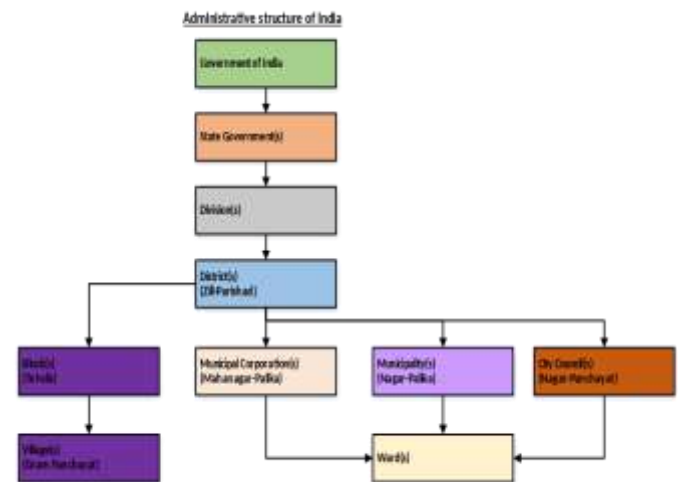 Administrative structure of India
Government of India
State Government(s)
Division(s)
District(s)
(Zill-Parishad)
Block(s)
(Tehsils)
Municipal Corporation(s)
(Mahanagar-Palika)
Municipality(s)
(Nagar-Palika)
City Council(s)
(Nagar-Panchayat)
Village(s)
(Gram Panchayat)
Ward(s)